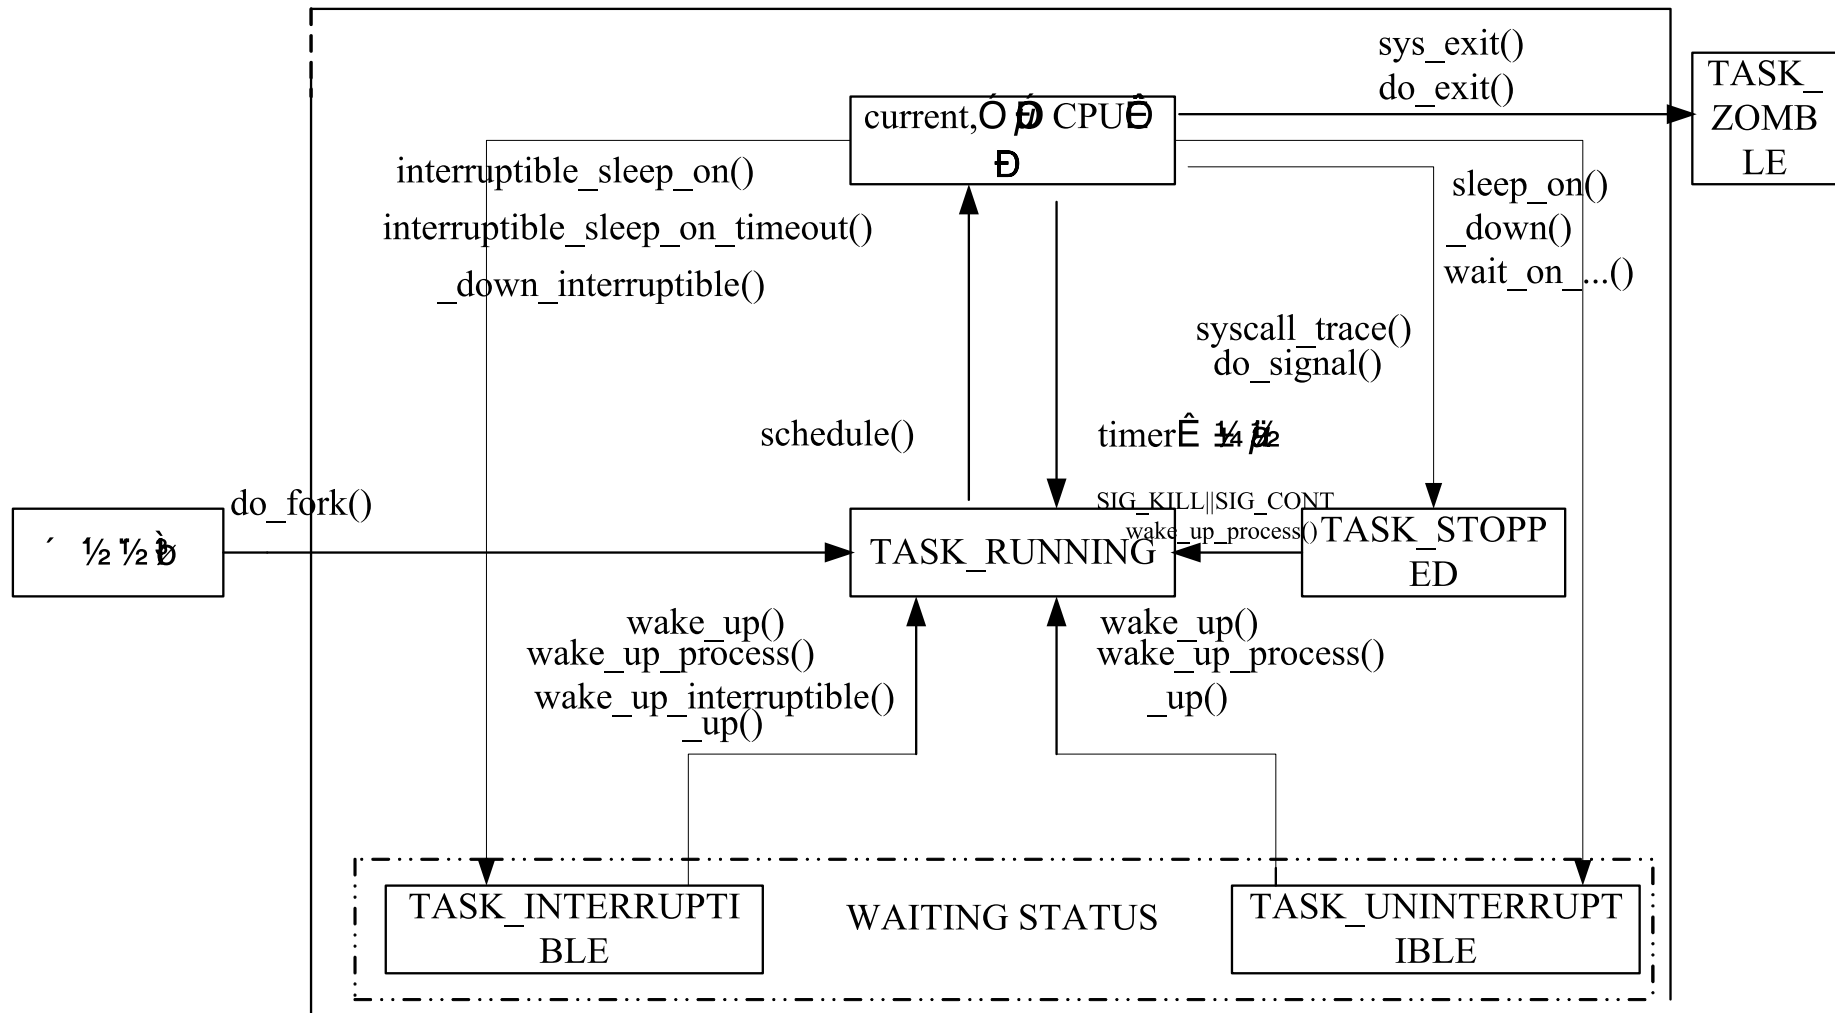 sys_exit()
do_exit()
TASK_
ZOMB
LE
current,
CPU
interruptible_sleep_on()
interruptible_sleep_on_timeout()
_down_interruptible()
sleep_on()
_down()
wait_on_...()
syscall_trace()
do_signal()
schedule()
timer
do_fork()
SIG_KILL||SIG_CONT
wake_up_process()
TASK_RUNNING
TASK_STOPP
ED
wake_up()
wake_up_process()
wake_up_interruptible()
_up()
wake_up()
wake_up_process()
_up()
TASK_INTERRUPTI
BLE
WAITING STATUS
TASK_UNINTERRUPT
IBLE